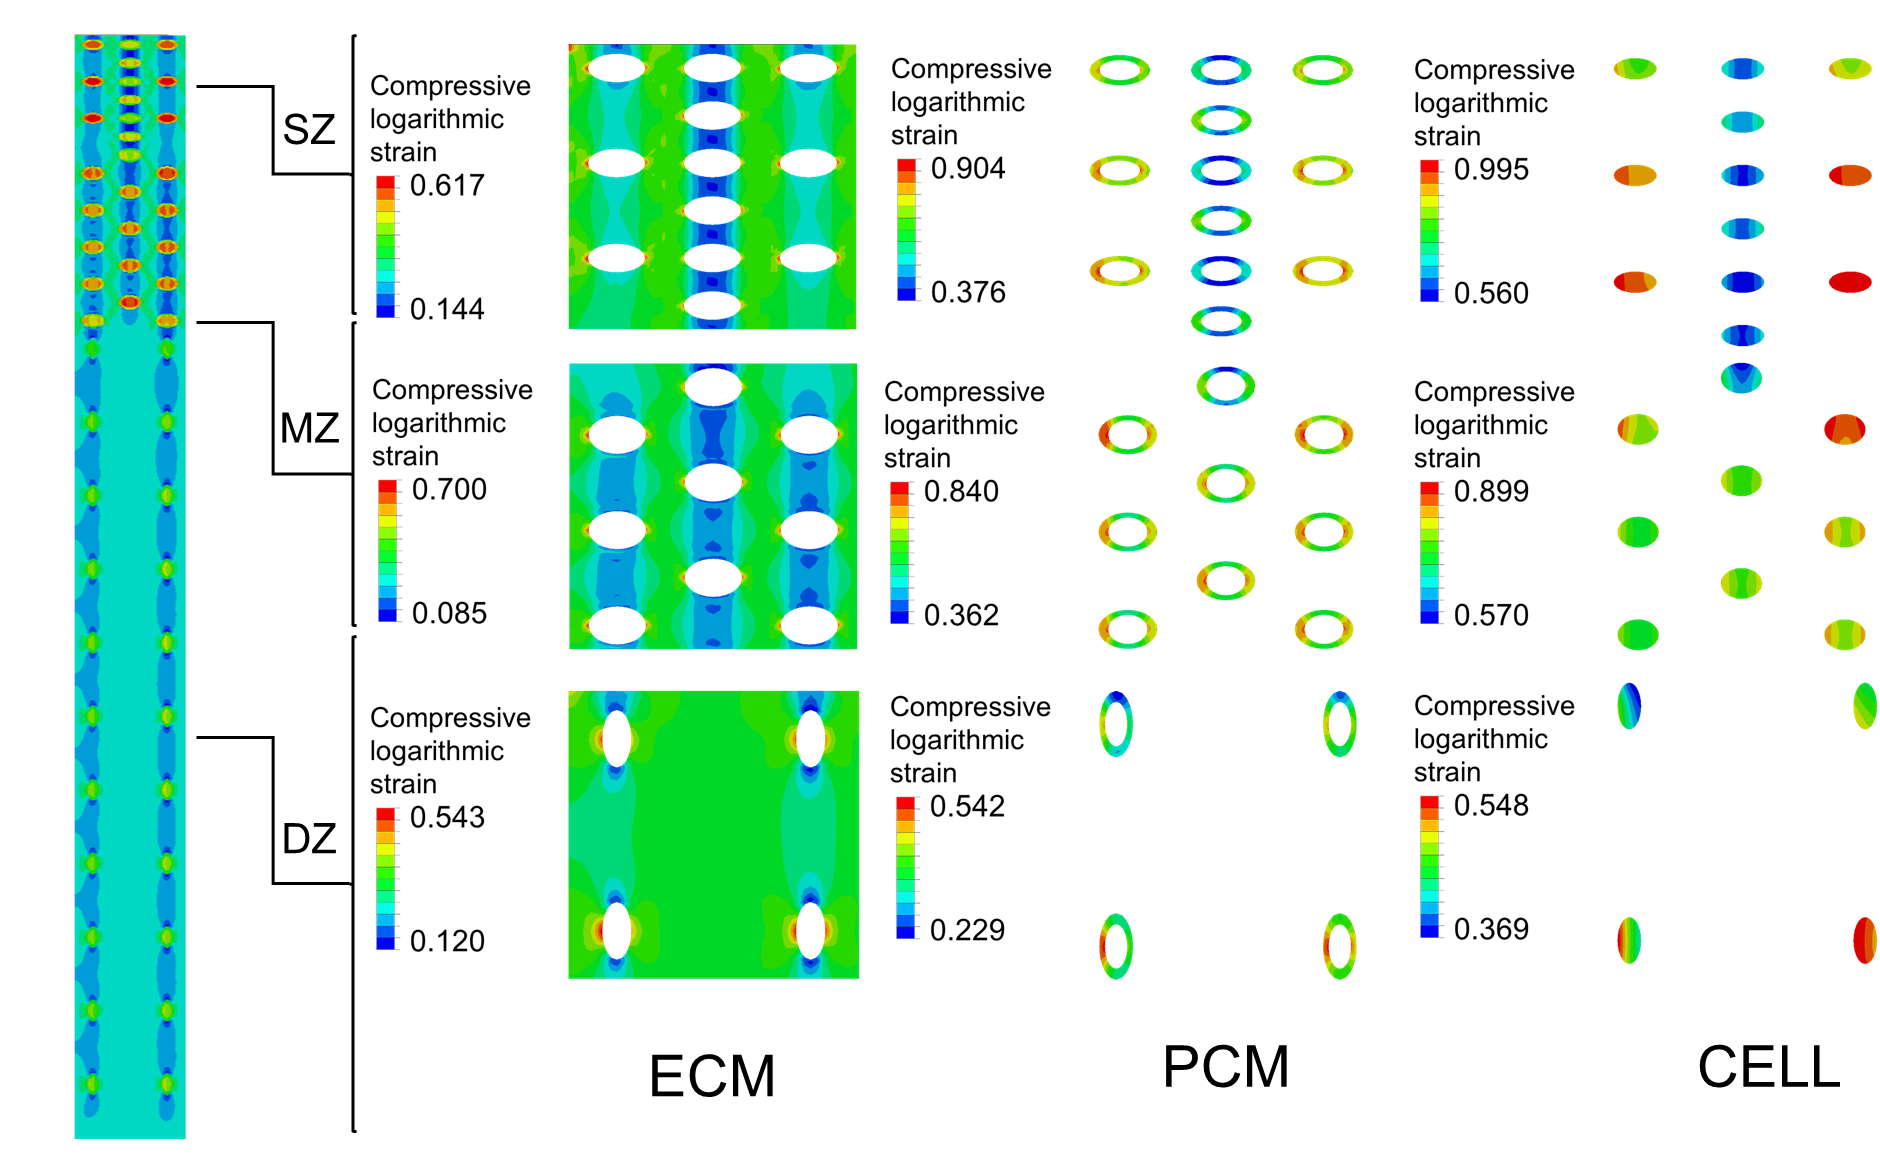 SZ
Compressive
logarithmic
strain
0.617
0.144
Compressive
logarithmic
strain
0.904
0.376
Compressive
logarithmic
strain
0.995
0.560
MZ
Compressive
logarithmic
strain
0.700
0.085
Compressive
logarithmic
strain
0.840
0.362
Compressive
logarithmic
strain
0.899
0.570
DZ
Compressive
logarithmic
strain
0.543
0.120
Compressive
logarithmic
strain
0.542
0.229
Compressive
logarithmic
strain
0.548
0.369
ECM
PCM
CELL